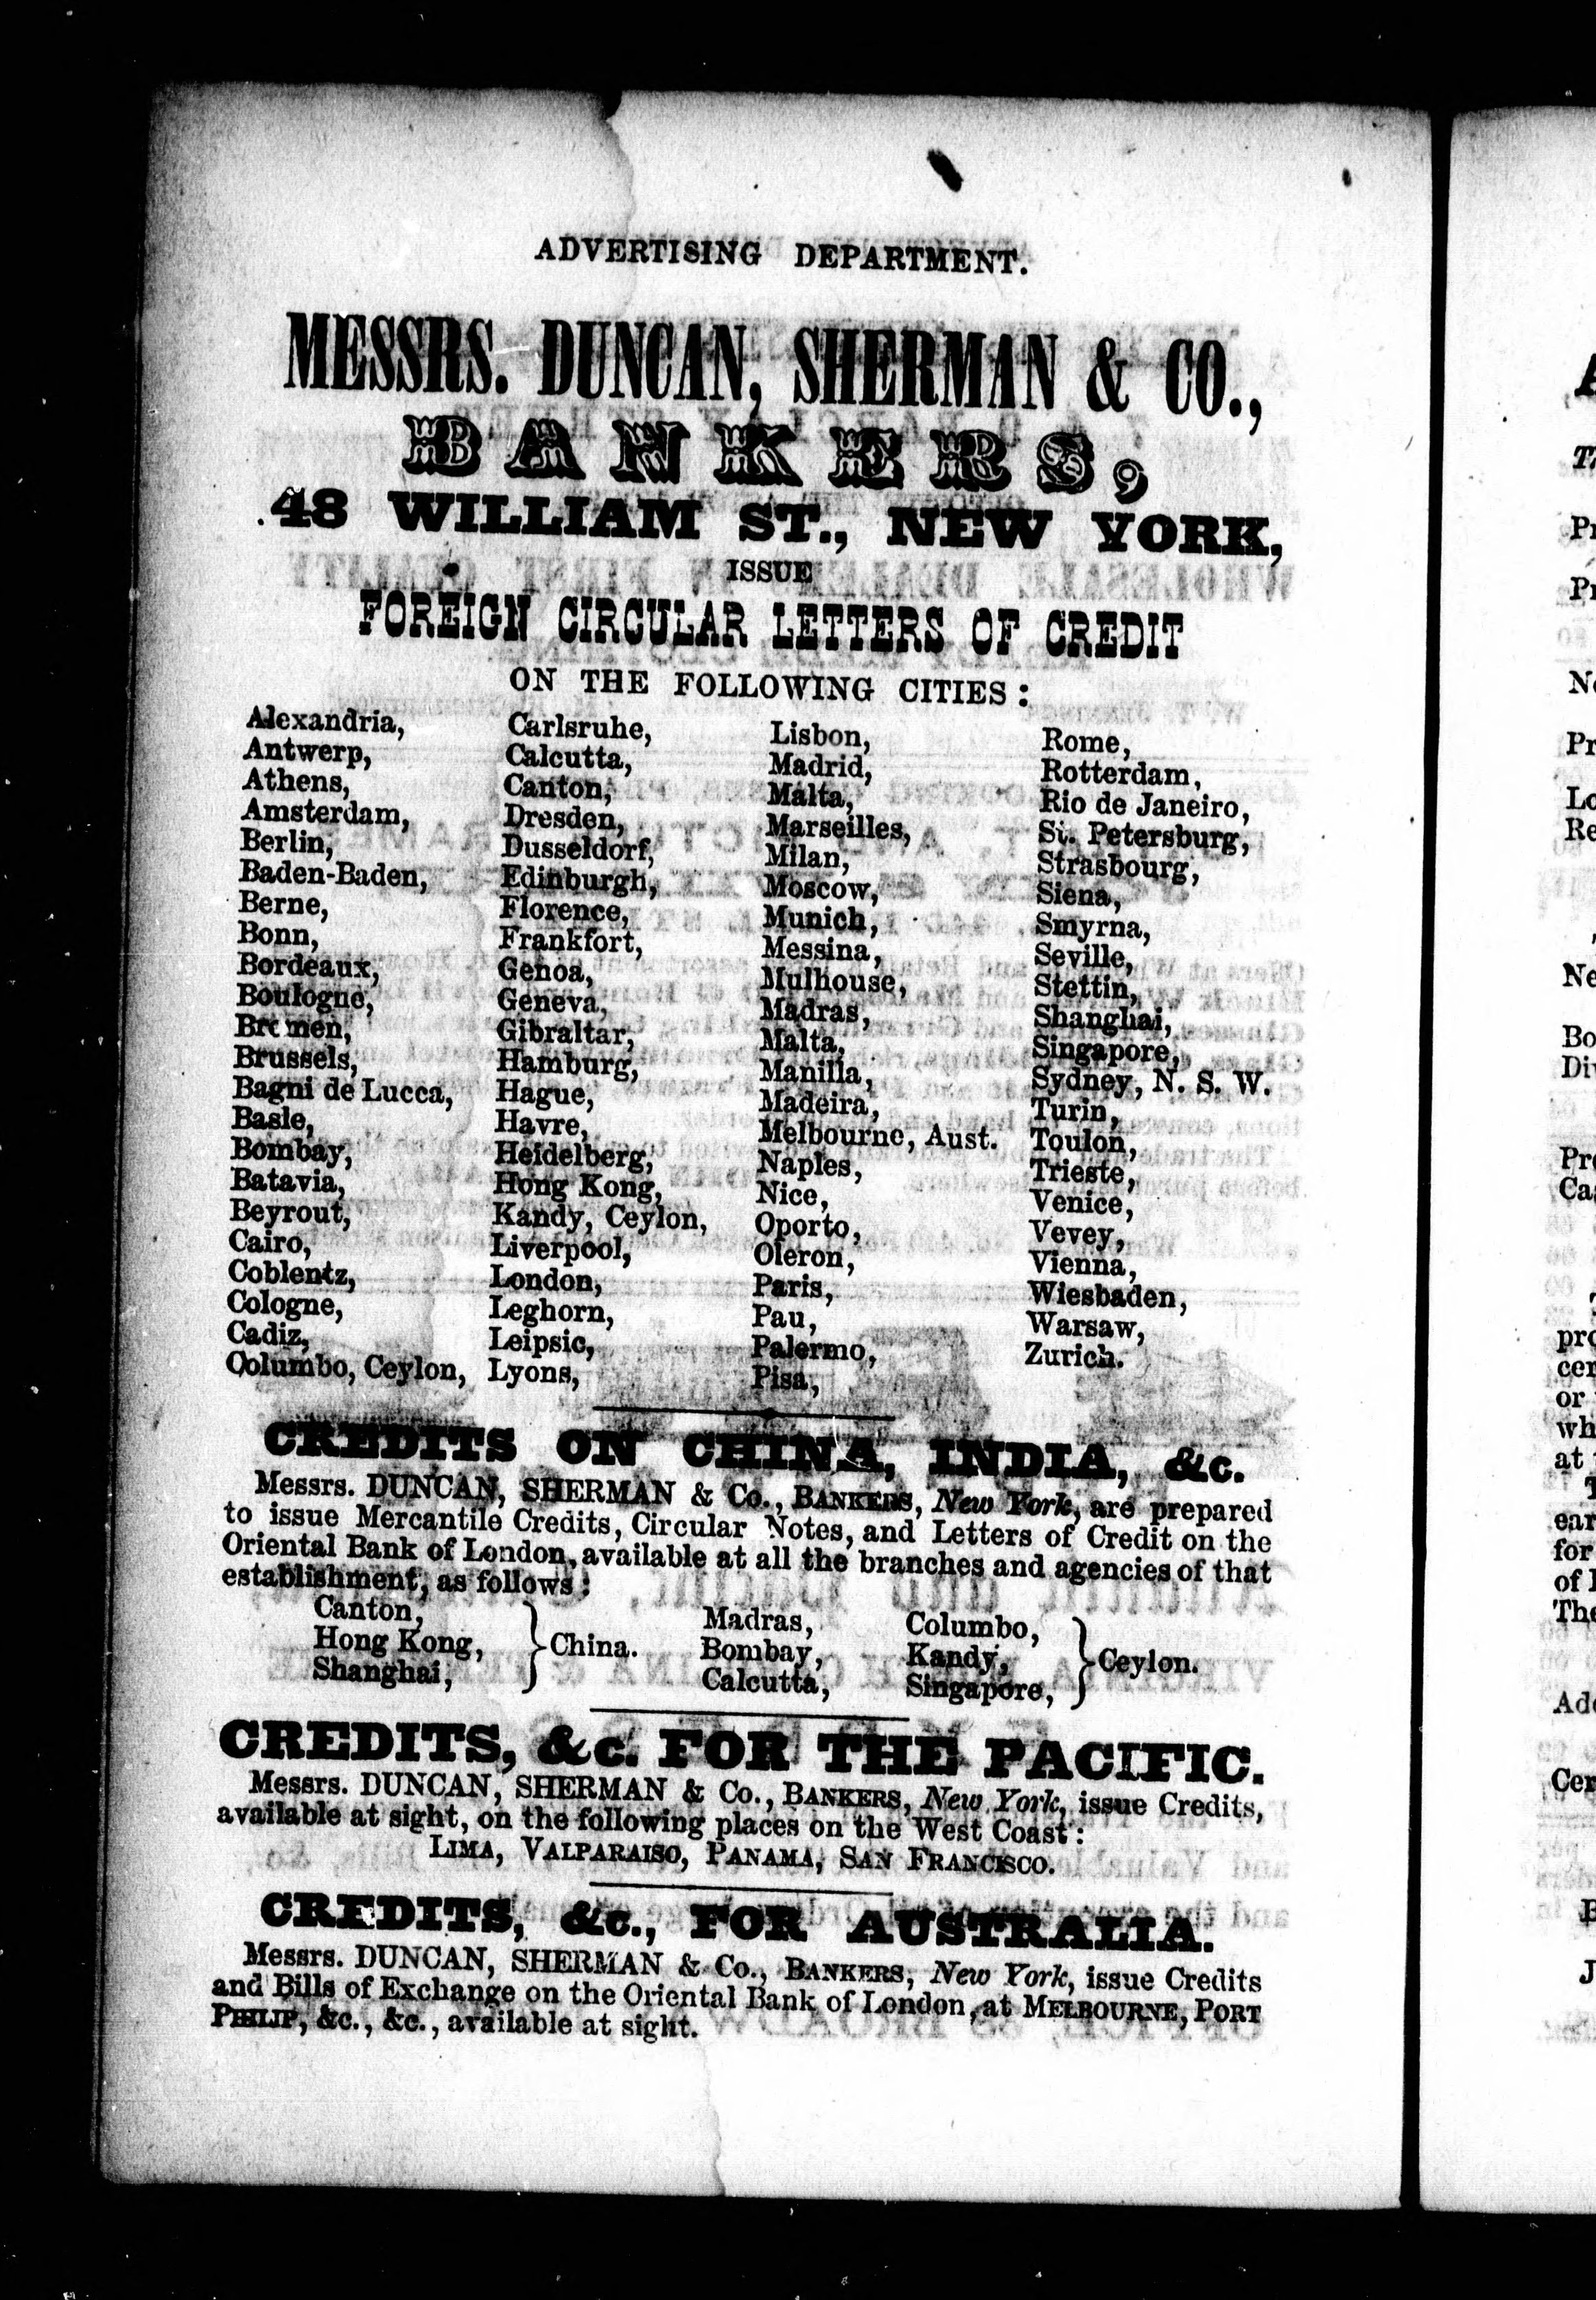 ADVERTISING DEPARTMENT.
MESSRS. DUNCAN, SHERMAN & CO.,
BANKERS,
48 WILLIAM ST., NEW YORK,
ISSUE
FOREIGN CIRCULAR LETTERS OF CREDIT
ON THE FOLLOWING CITIES:
Alexandria,
Antwerp,
Athens,
Amsterdam,
Berlin,
Baden-Baden,
Berne,
Bonn,
Bordeaux,
Boulogne,
Bremen,
Brussels,
Bagni de Lucca,
Basle,
Bombay,
Batavia,
Beyrout,
Cairo,
Coblentz,
Cologne,
Cadiz,
Columbo, Ceylon,
Carlsruhe,
Calcutta,
Canton,
Dresden,
Dusseldorf,
Edinburgh,
Florence,
Frankfort,
Genoa,
Geneva,
Gibraltar,
Hamburg,
Hague,
Havre,
Heidelberg,
Hong Kong,
Kandy, Ceylon,
Liverpool,
London,
Leghorn,
Leipsic,
Lyons,
Lisbon,
Madrid,
Malta,
Marseilles,
Milan,
Moscow,
Munich,
Messina,
Mulhouse,
Madras,
Malta,
Manilla,
Madeira,
Melbourne, Aust.
Naples,
Nice,
Oporto,
Oleron,
Paris,
Pau,
Palermo,
Pisa,
Rome,
Rotterdam,
Rio de Janeiro,
St. Petersburg,
Strasbourg,
Siena,
Smyrna,
Seville,
Stettin,
Shanghai,
Singapore,
Sydney, N. S. W.
Turin,
Toulon,
Trieste,
Venice,
Vevey,
Vienna,
Wiesbaden,
Warsaw,
Zurich.
CREDITS ON CHINA, INDIA, &c.
Messrs. DUNCAN, SHERMAN & Co., BANKERS, New York, are prepared
to issue Mercantile Credits, Circular Notes, and Letters of Credit on the
Oriental Bank of London, available at all the branches and agencies of that
establishment, as follows:
Canton,
Hong Kong,
Shanghai,
} China.
Madras,
Bombay,
Calcutta,
Columbo,
Kandy,
Singapore,
} Ceylon.
CREDITS, &c. FOR THE PACIFIC.
Messrs. DUNCAN, SHERMAN & Co., BANKERS, New York, issue Credits,
available at sight, on the following places on the West Coast:
LIMA, VALPARAISO, PANAMA, SAN FRANCISCO.
CREDITS, &c., FOR AUSTRALIA.
Messrs. DUNCAN, SHERMAN & Co., BANKERS, New York, issue Credits
and Bills of Exchange on the Oriental Bank of London, at MELBOURNE, PORT
PHILIP, &c., &c., available at sight.